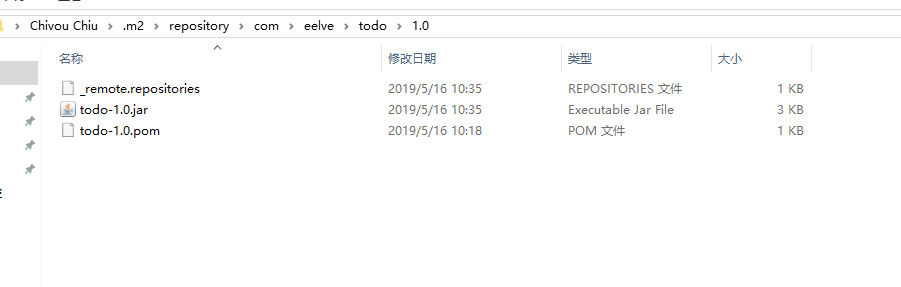 Chivou Chiu > .m2 > repository > com > eelve > todo > 1.0
名称 修改日期 类型 大小
_remote.repositories 2019/5/16 10:35 REPOSITORIES 文件 1 KB
todo-1.0.jar 2019/5/16 10:35 Executable Jar File 3 KB
todo-1.0.pom 2019/5/16 10:18 POM 文件 1 KB